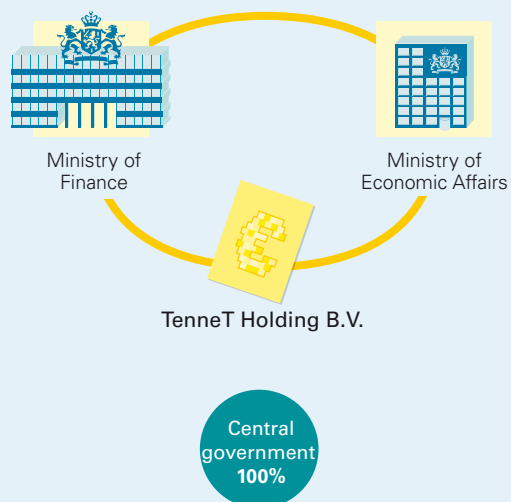 Ministry of
Finance
Ministry of
Economic Affairs
€
TenneT Holding B.V.
Central
government
100%